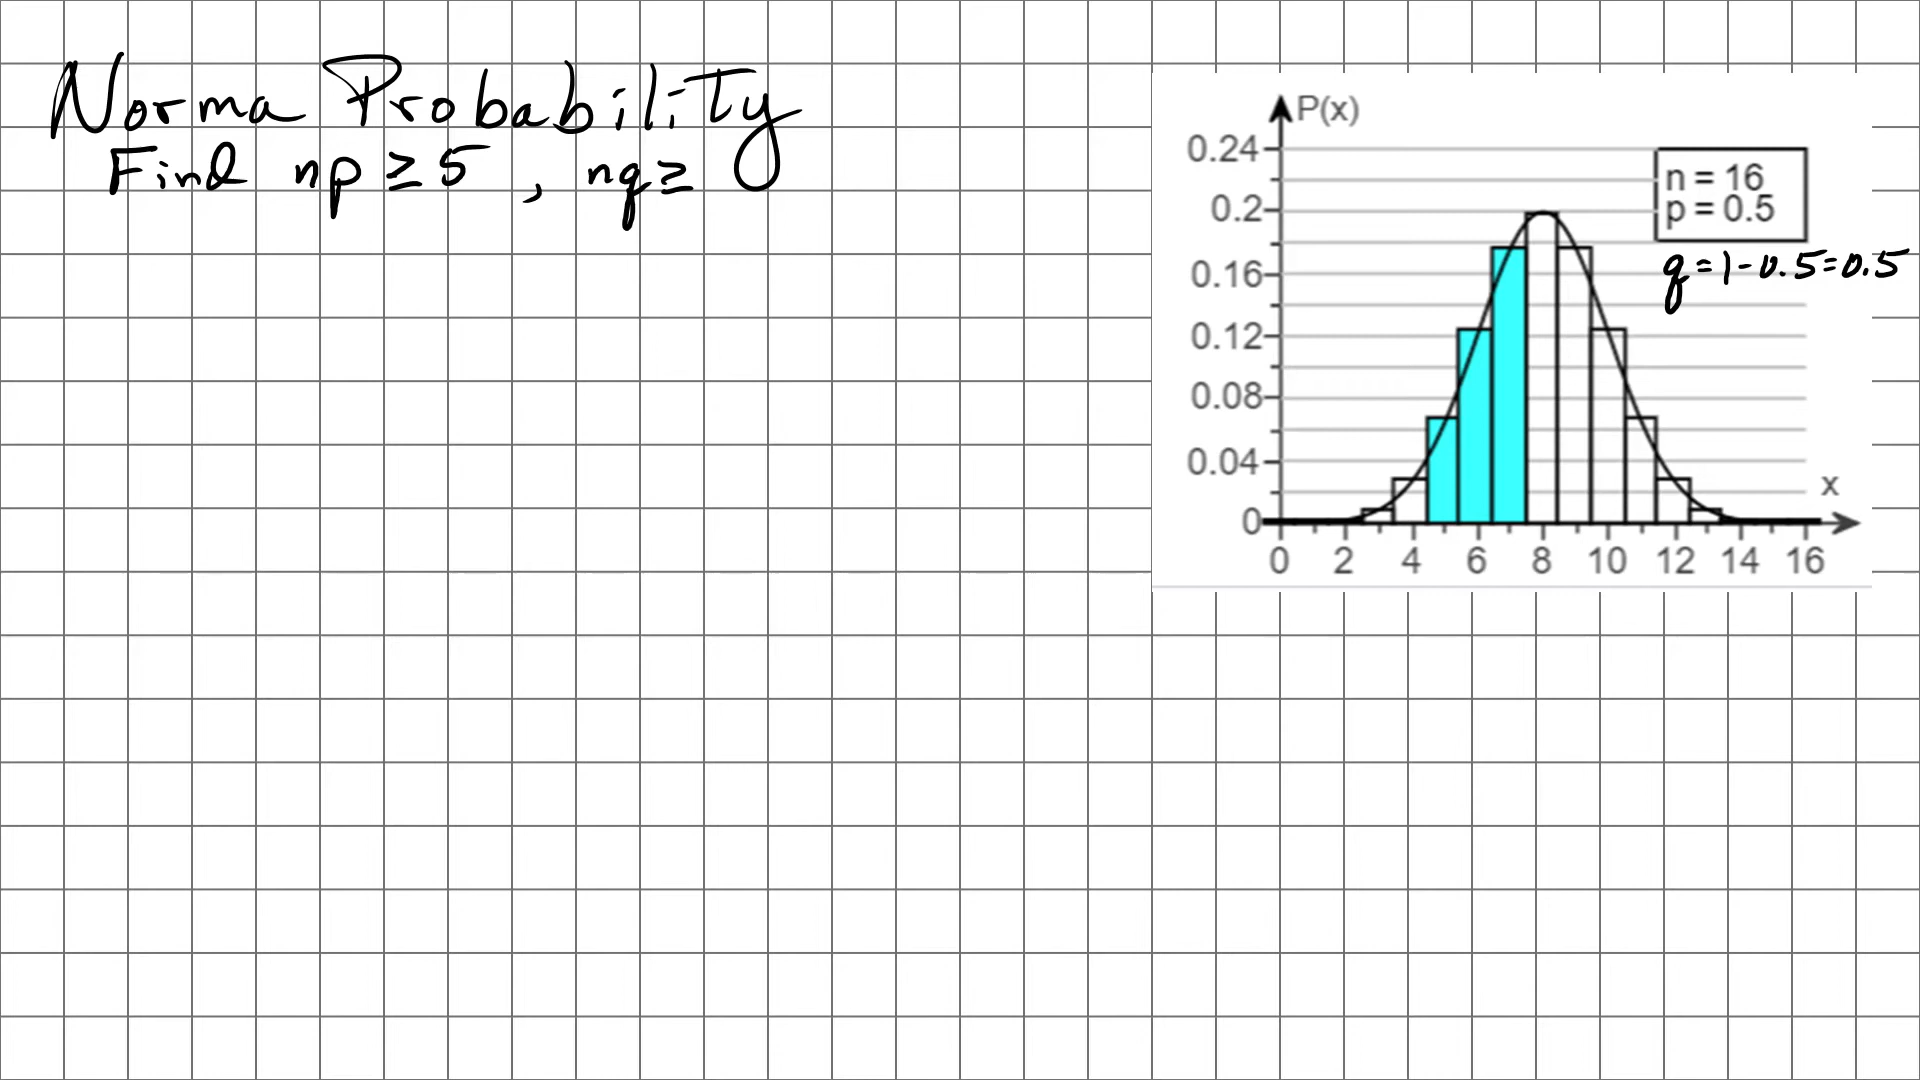 Norma Probability
Find np ≥ 5 , nq ≥
P(x)
0.24
0.2
0.16
0.12
0.08
0.04
0
n = 16
p = 0.5
q = 1 - 0.5 = 0.5
x
0 2 4 6 8 10 12 14 16